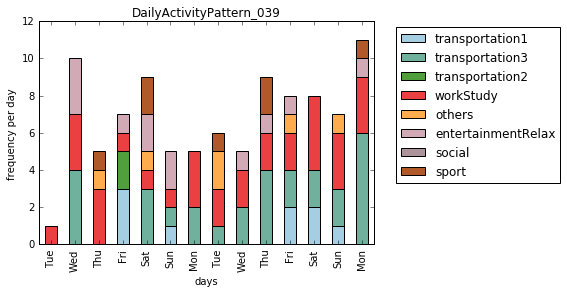 DailyActivityPattern_039
12
10
8
6
4
2
0
frequency per day
Tue Wed Thu Fri Sat Sun Mon Tue Wed Thu Fri Sat Sun Mon
days
transportation1
transportation3
transportation2
workStudy
others
entertainmentRelax
social
sport